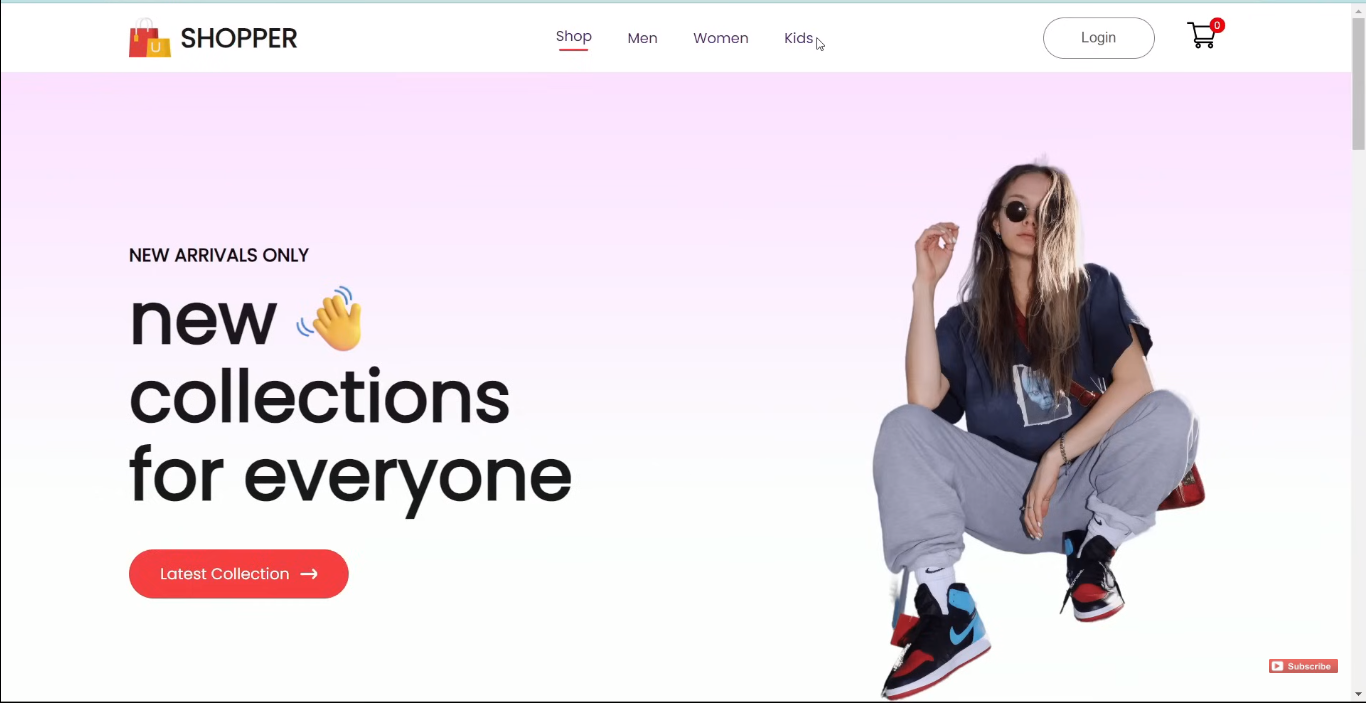 SHOPPER
Shop Men Women Kids
Login
0
NEW ARRIVALS ONLY
new 👋
collections
for everyone
Latest Collection →
Subscribe